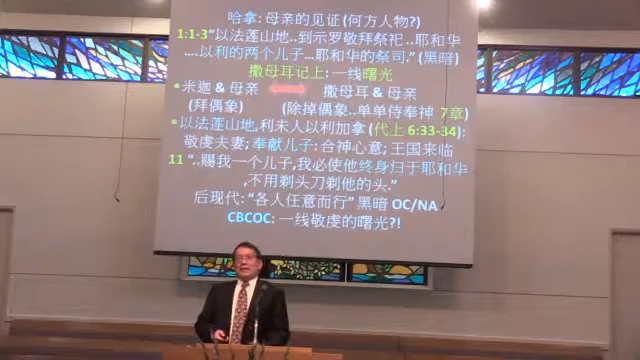 哈拿: 母亲的见证(何方人物?)
1:1-3“以法莲山地..到示罗敬拜祭祀..耶和华
....以利的两个儿子...耶和华的祭司.”(黑暗)
撒母耳记上: 一线曙光
米迦 & 母亲 撒母耳 & 母亲
(拜偶象) (除掉偶象..单单侍奉神 7章)
以法莲山地,利未人以利加拿(代上 6:33-34):
敬虔夫妻; 奉献儿子: 合神心意; 王国来临
11 “..赐我一个儿子,我必使他终身归于耶和华
,不用剃头刀剃他的头.”
后现代: “各人任意而行” 黑暗 OC/NA
CBCOC: 一线敬虔的曙光?!